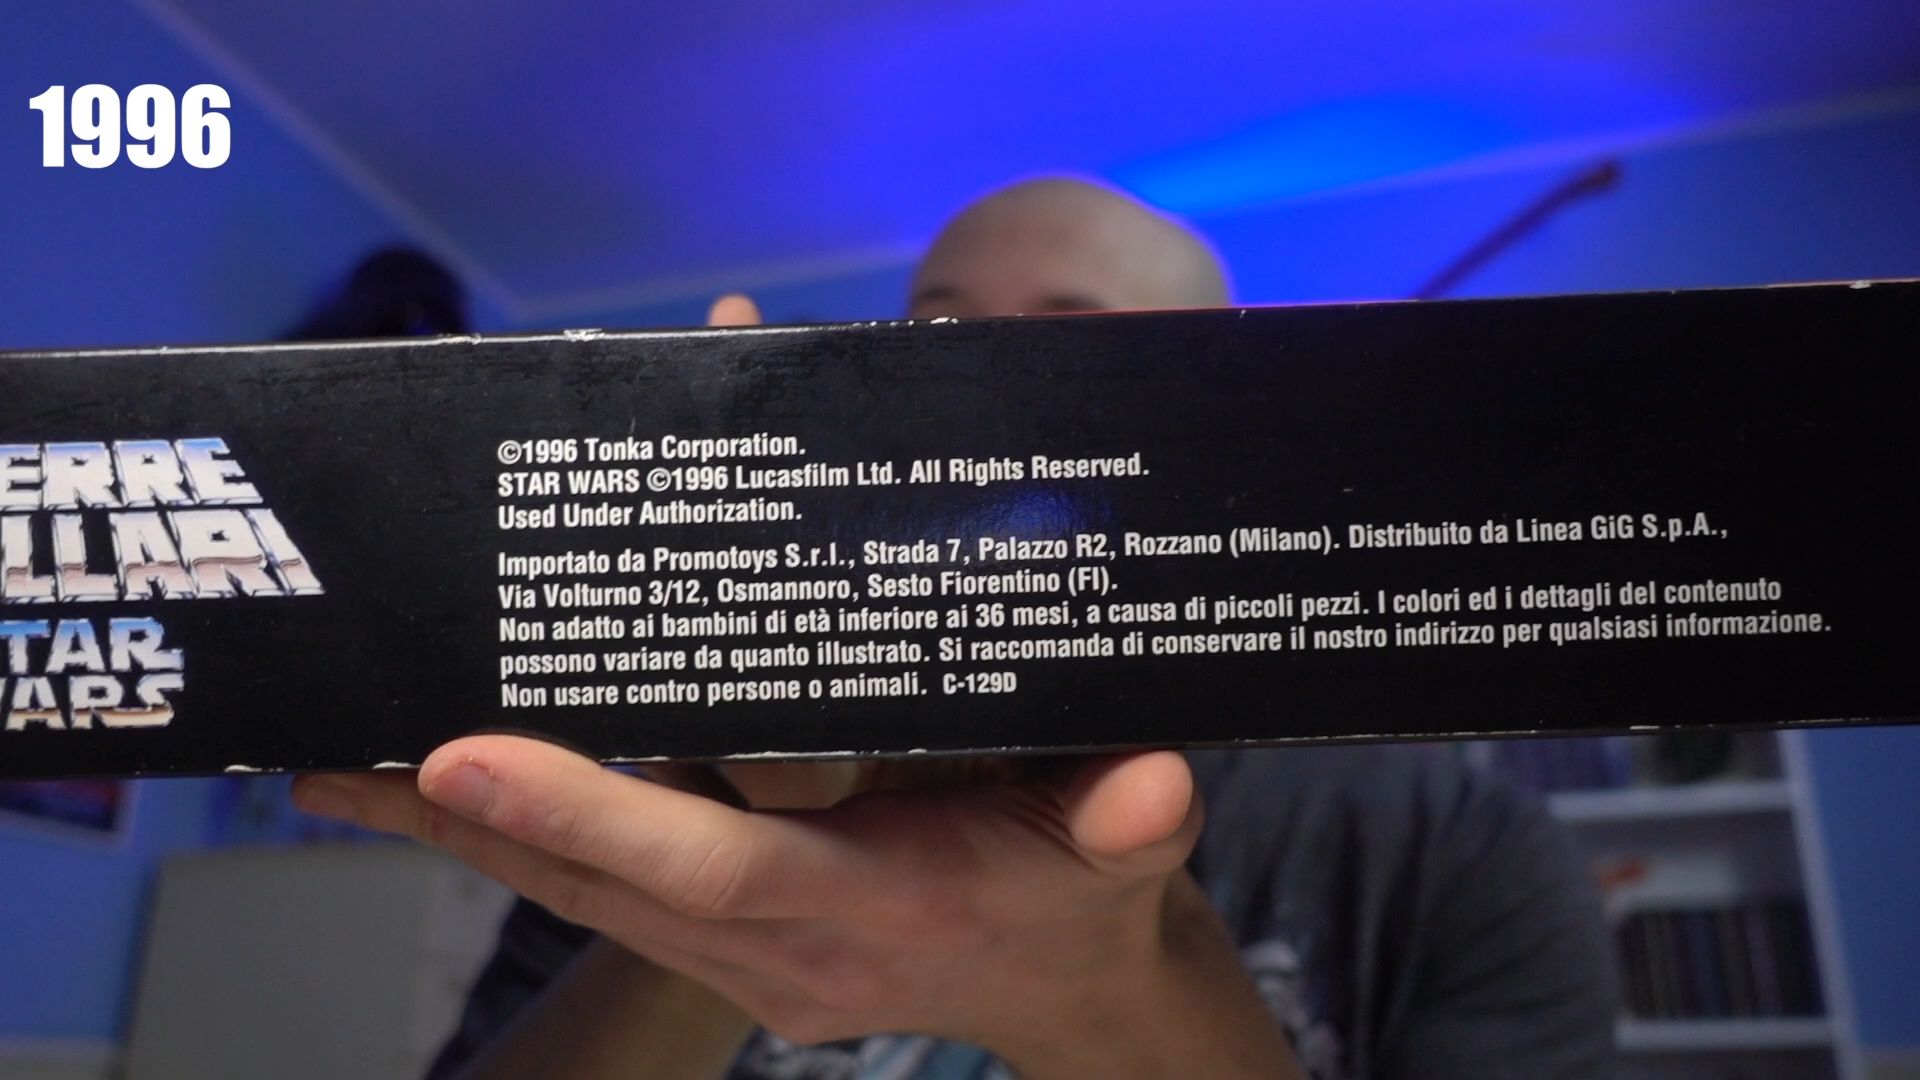 1996
ERRE
LLARI
TAR
WARS
©1996 Tonka Corporation.
STAR WARS ©1996 Lucasfilm Ltd. All Rights Reserved.
Used Under Authorization.
Importato da Promotoys S.r.l., Strada 7, Palazzo R2, Rozzano (Milano). Distribuito da Linea GiG S.p.A.,
Via Volturno 3/12, Osmannoro, Sesto Fiorentino (FI).
Non adatto ai bambini di età inferiore ai 36 mesi, a causa di piccoli pezzi. I colori ed i dettagli del contenuto
possono variare da quanto illustrato. Si raccomanda di conservare il nostro indirizzo per qualsiasi informazione.
Non usare contro persone o animali. C-129D